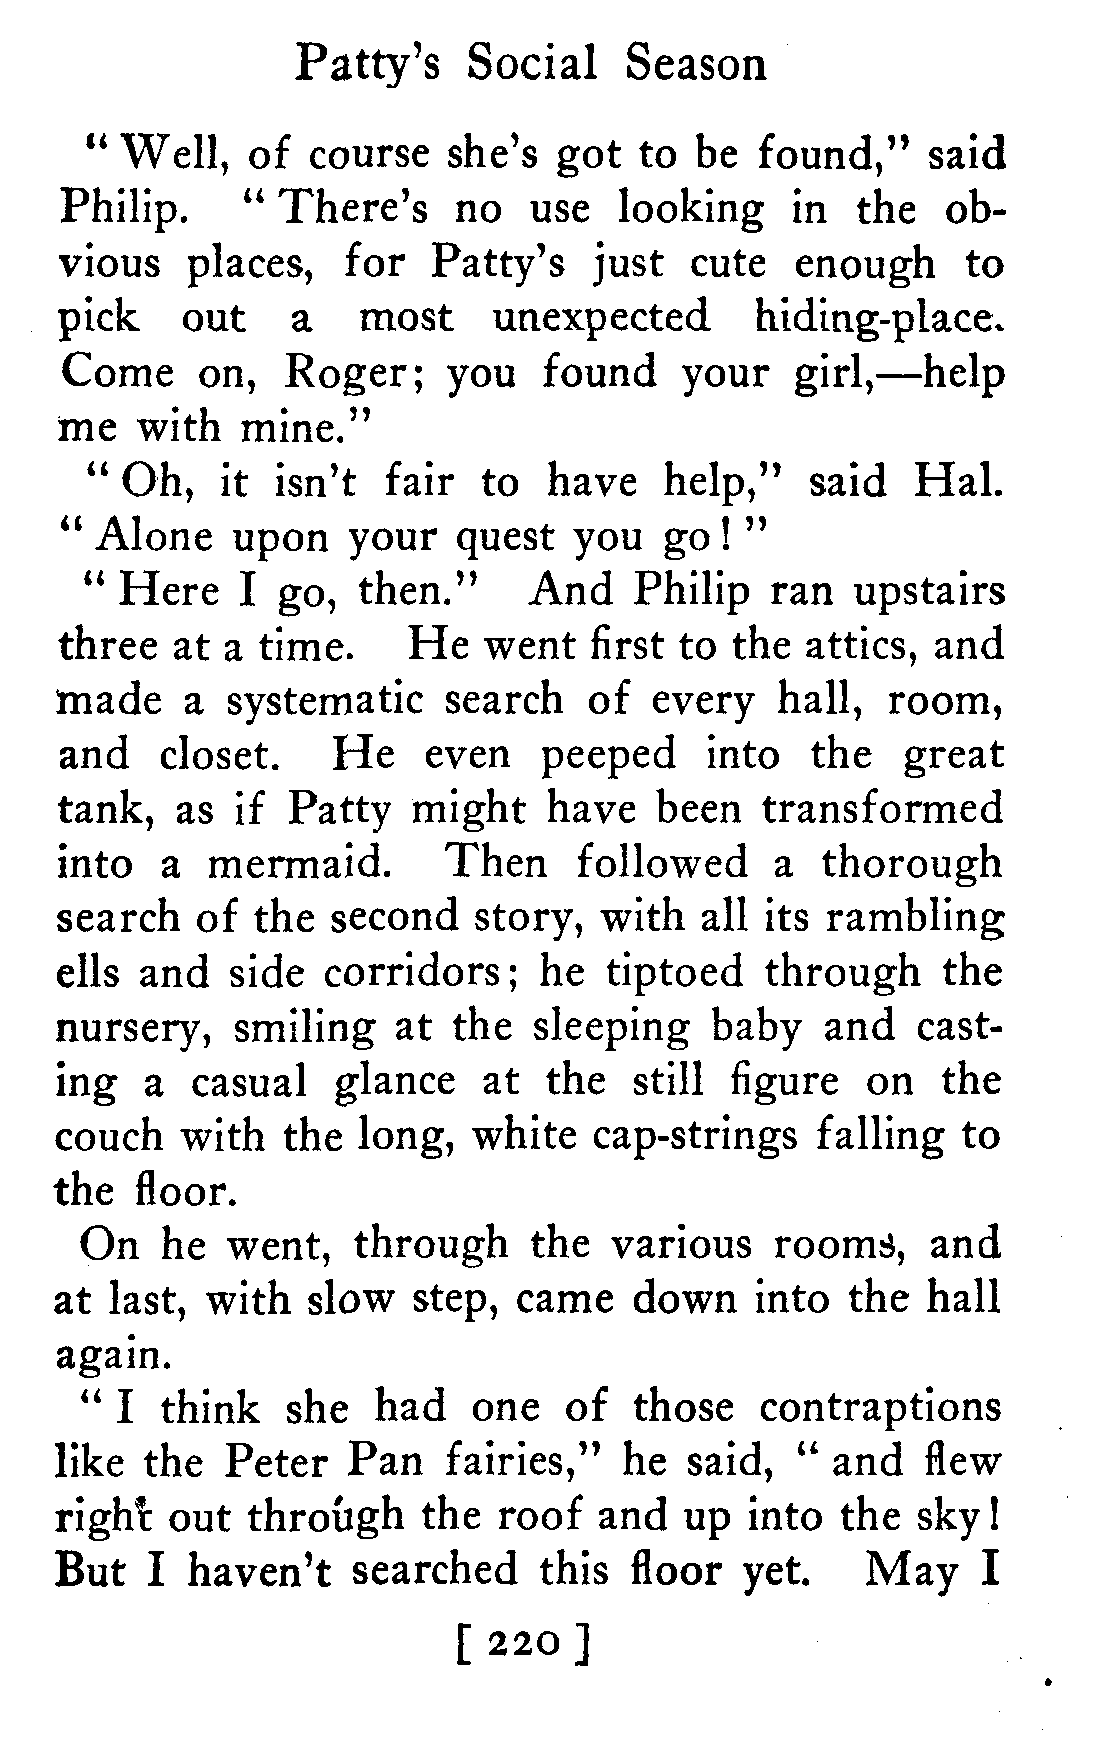 Patty's Social Season
" Well, of course she's got to be found," said
Philip. " There's no use looking in the ob-
vious places, for Patty's just cute enough to
pick out a most unexpected hiding-place.
Come on, Roger; you found your girl,—help
me with mine."
" Oh, it isn't fair to have help," said Hal.
" Alone upon your quest you go ! "
" Here I go, then." And Philip ran upstairs
three at a time. He went first to the attics, and
made a systematic search of every hall, room,
and closet. He even peeped into the great
tank, as if Patty might have been transformed
into a mermaid. Then followed a thorough
search of the second story, with all its rambling
ells and side corridors; he tiptoed through the
nursery, smiling at the sleeping baby and cast-
ing a casual glance at the still figure on the
couch with the long, white cap-strings falling to
the floor.
On he went, through the various rooms, and
at last, with slow step, came down into the hall
again.
" I think she had one of those contraptions
like the Peter Pan fairies," he said, " and flew
right out through the roof and up into the sky!
But I haven't searched this floor yet. May I
[ 220 ]